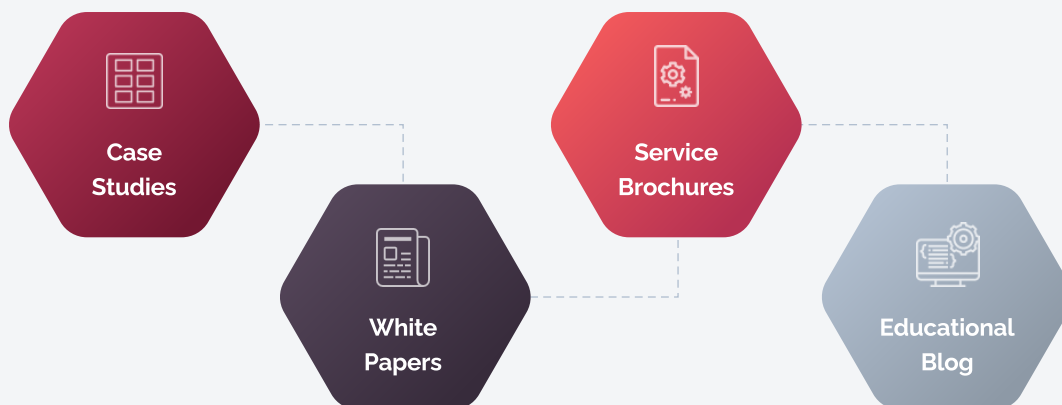 Case
Studies
White
Papers
Service
Brochures
Educational
Blog